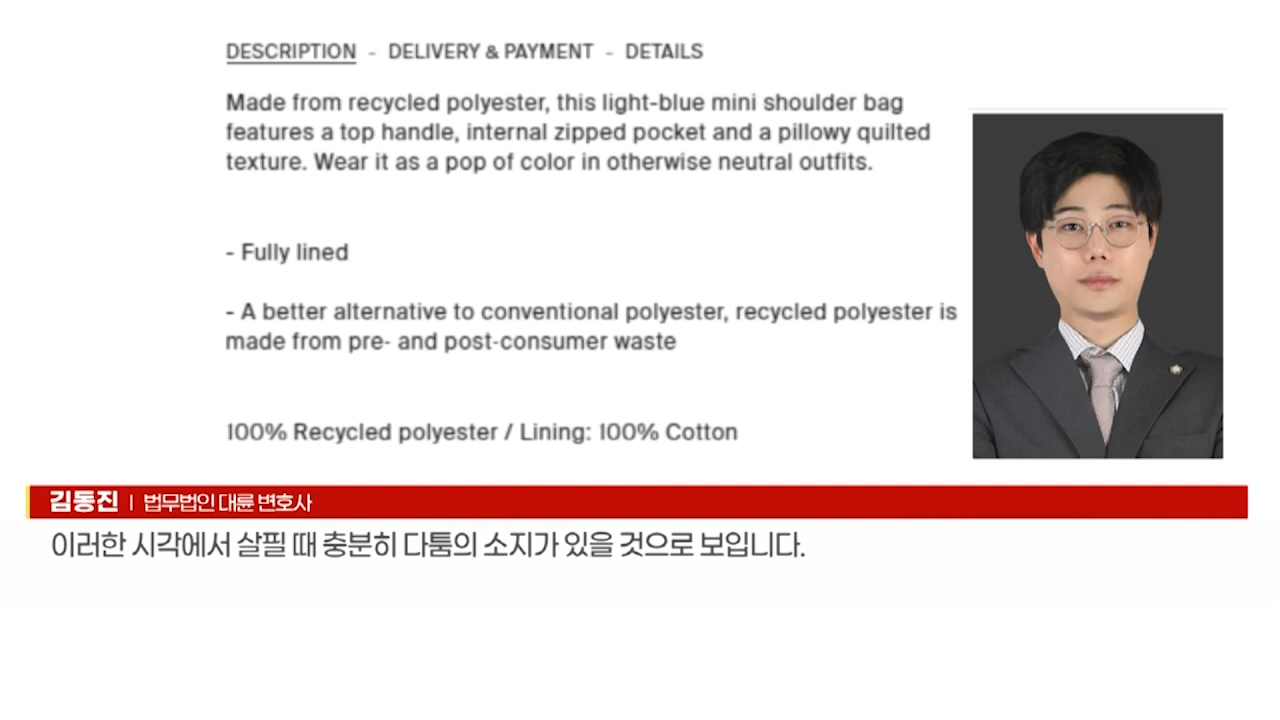 DESCRIPTION - DELIVERY & PAYMENT - DETAILS
Made from recycled polyester, this light-blue mini shoulder bag
features a top handle, internal zipped pocket and a pillowy quilted
texture. Wear it as a pop of color in otherwise neutral outfits.
- Fully lined
- A better alternative to conventional polyester, recycled polyester is
made from pre- and post-consumer waste
100% Recycled polyester / Lining: 100% Cotton
김동진 | 법무법인 대륜 변호사
이러한 시각에서 살필 때 충분히 다툼의 소지가 있을 것으로 보입니다.